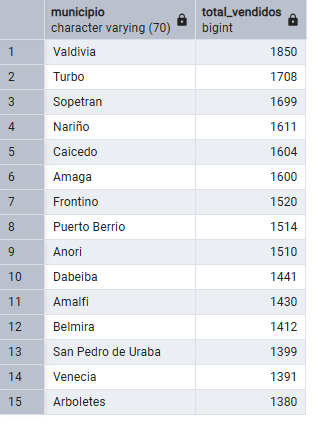 municipio total_vendidos
character varying (70) bigint
1 Valdivia 1850
2 Turbo 1708
3 Sopetran 1699
4 Nariño 1611
5 Caicedo 1604
6 Amaga 1600
7 Frontino 1520
8 Puerto Berrio 1514
9 Anori 1510
10 Dabeiba 1441
11 Amalfi 1430
12 Belmira 1412
13 San Pedro de Uraba 1399
14 Venecia 1391
15 Arboletes 1380